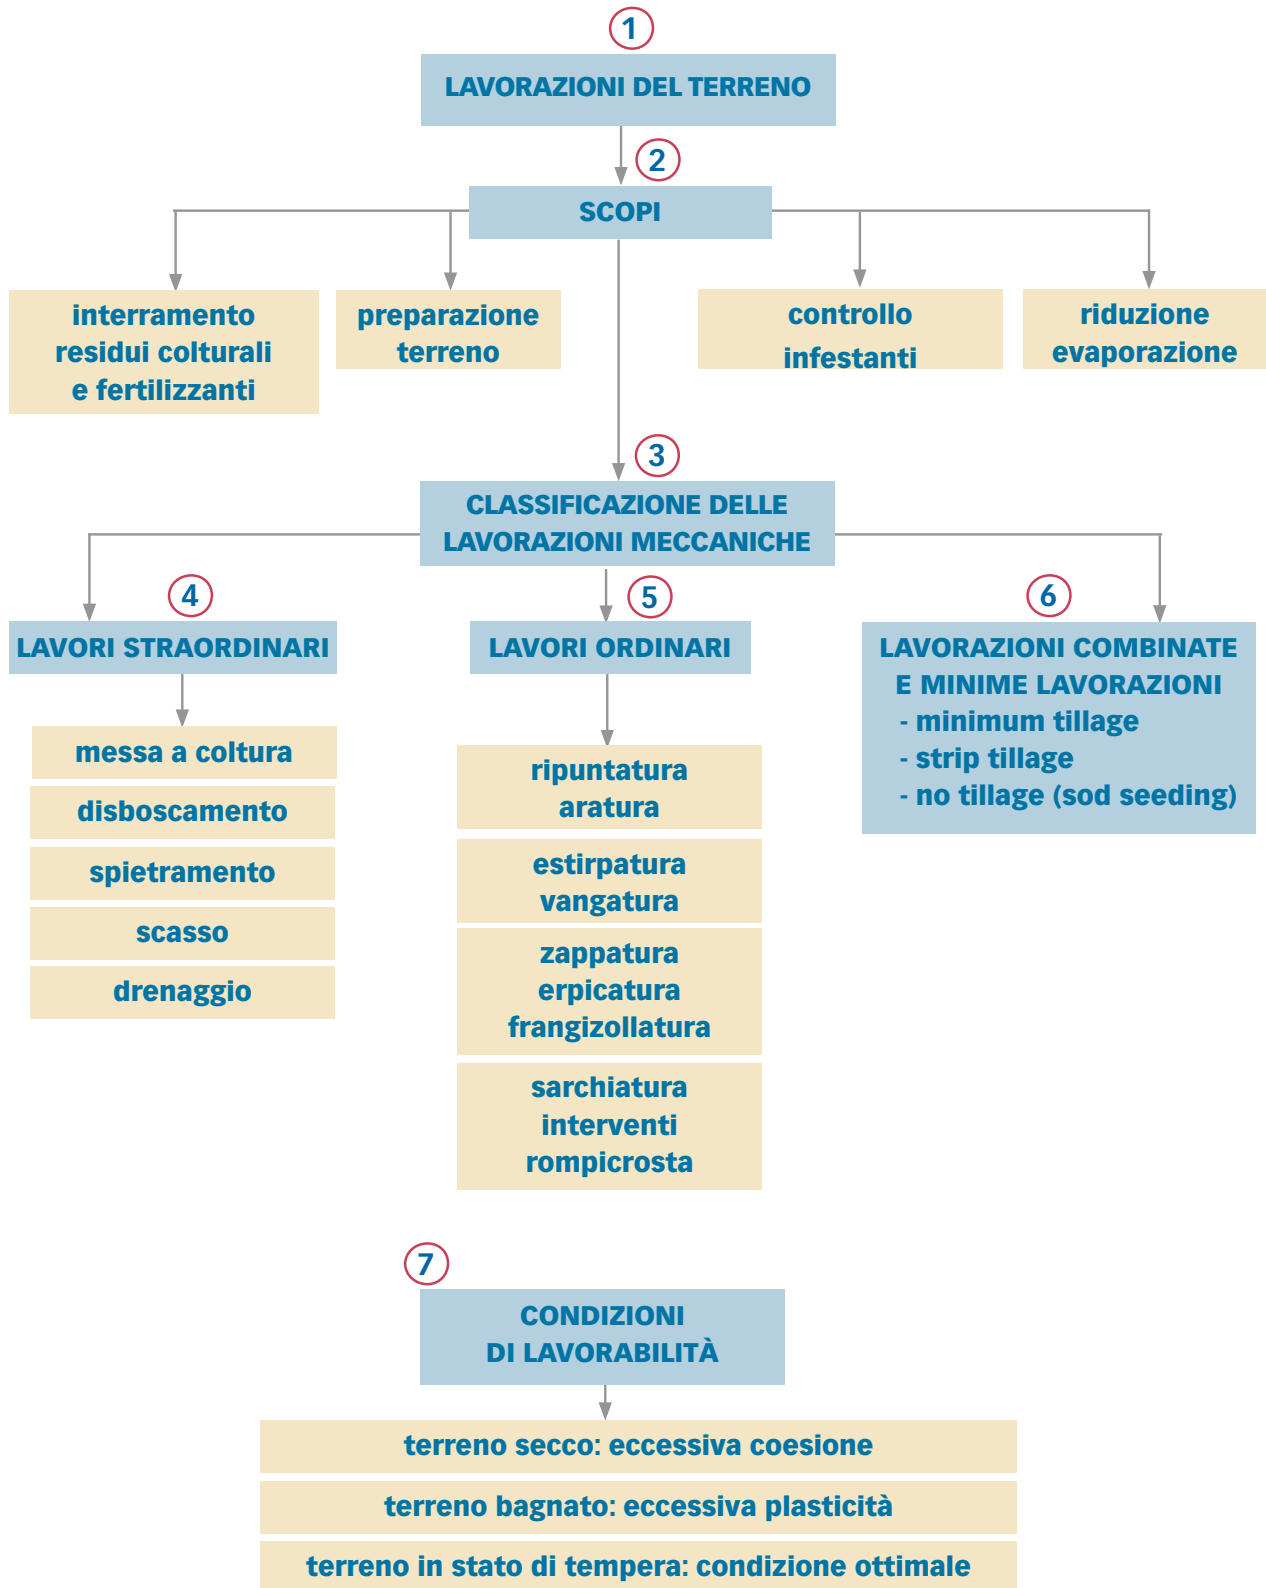 1
LAVORAZIONI DEL TERRENO
2
SCOPI
interramento
residui colturali
e fertilizzanti
preparazione
terreno
controllo
infestanti
riduzione
evaporazione
3
CLASSIFICAZIONE DELLE
LAVORAZIONI MECCANICHE
4
LAVORI STRAORDINARI
messa a coltura
disboscamento
spietramento
scasso
drenaggio
5
LAVORI ORDINARI
ripuntatura
aratura
estirpatura
vangatura
zappatura
erpicatura
frangizollatura
sarchiatura
interventi
rompicrosta
6
LAVORAZIONI COMBINATE
E MINIME LAVORAZIONI
- minimum tillage
- strip tillage
- no tillage (sod seeding)
7
CONDIZIONI
DI LAVORABILITÀ
terreno secco: eccessiva coesione
terreno bagnato: eccessiva plasticità
terreno in stato di tempera: condizione ottimale